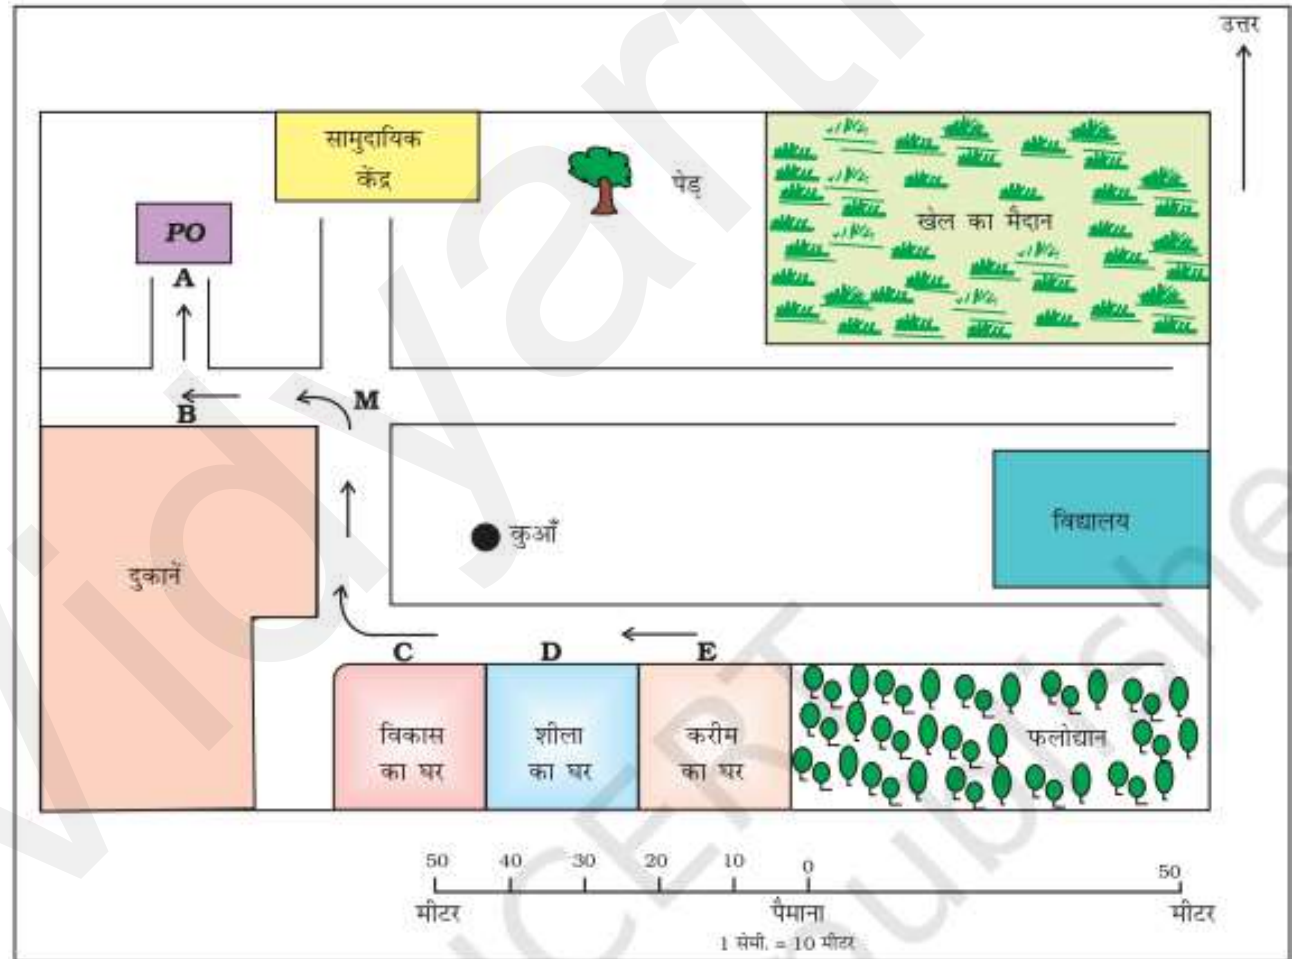 उत्तर
सामुदायिक
केंद्र
पेड़
PO
खेल का मैदान
A
B
M
विद्यालय
कुआँ
दुकानें
C
D
E
विकास
का घर
शीला
का घर
करीम
का घर
फलोद्यान
50 40 30 20 10 0 50
मीटर पैमाना मीटर
1 सेमी. = 10 मीटर